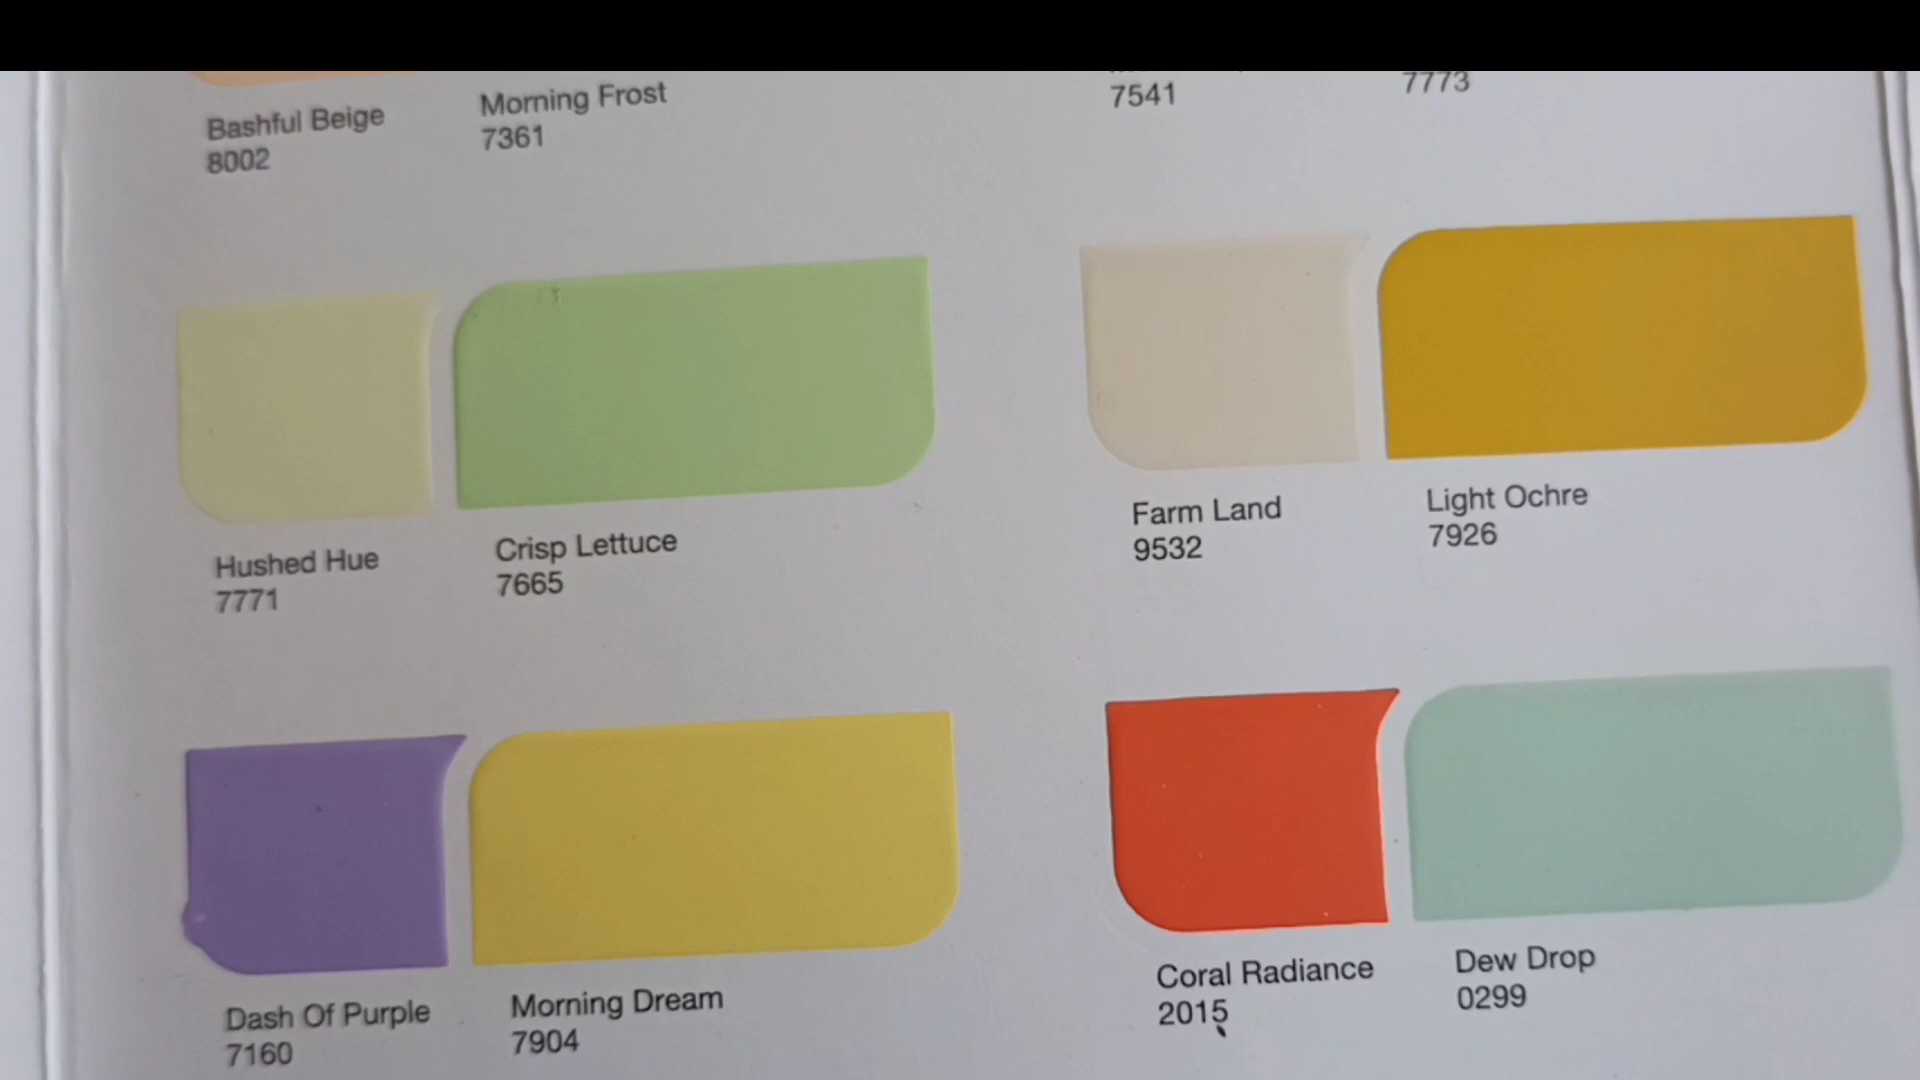 Bashful Beige
8002
Morning Frost
7361
7541
7773
Hushed Hue
7771
Crisp Lettuce
7665
Farm Land
9532
Light Ochre
7926
Dash Of Purple
7160
Morning Dream
7904
Coral Radiance
2015
Dew Drop
0299